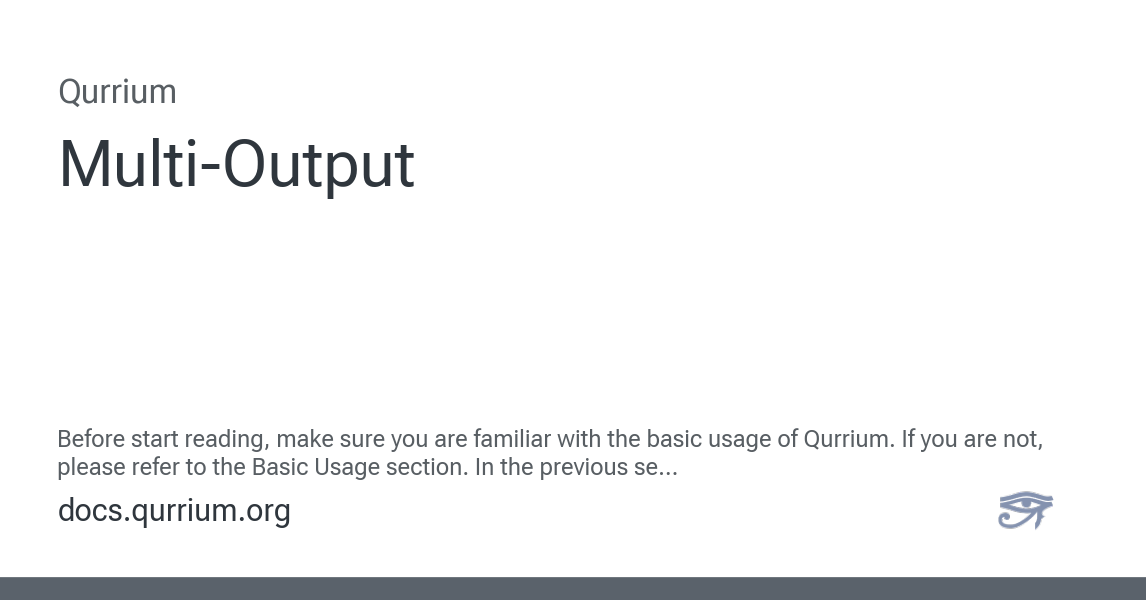 Qurrium
Multi-Output
Before start reading, make sure you are familiar with the basic usage of Qurrium. If you are not,
please refer to the Basic Usage section. In the previous se...
docs.qurrium.org